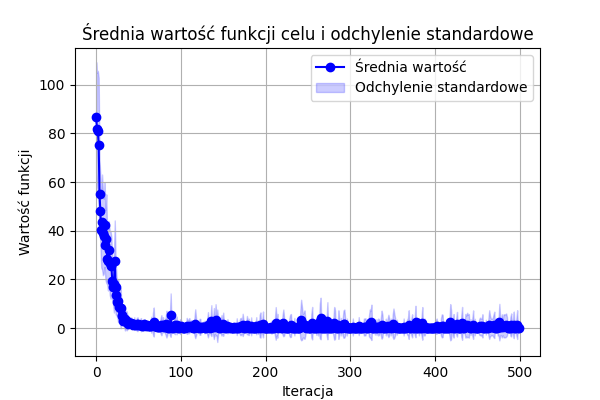 Średnia wartość funkcji celu i odchylenie standardowe
Średnia wartość
Odchylenie standardowe
Wartość funkcji
100
80
60
40
20
0
0 100 200 300 400 500
Iteracja